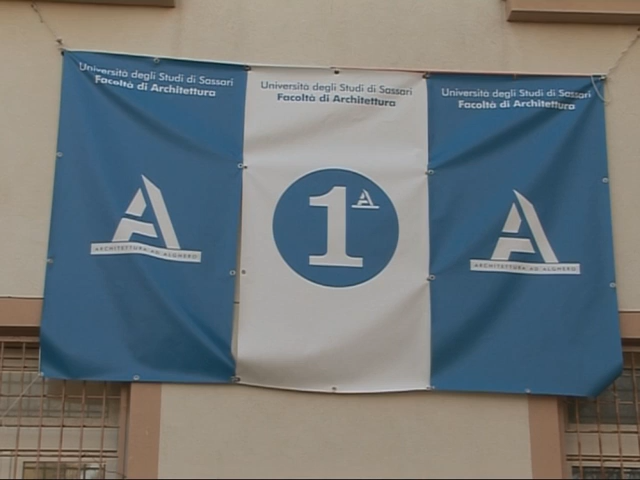 Università degli Studi di Sassari
Facoltà di Architettura
A
ARCHITETTURA AD ALGHERO
Università degli Studi di Sassari
Facoltà di Architettura
1A
Università degli Studi di Sassari
Facoltà di Architettura
A
ARCHITETTURA AD ALGHERO